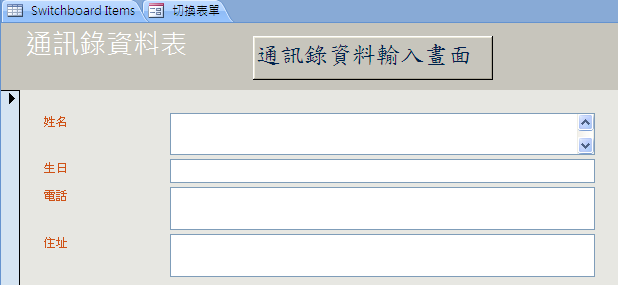 Switchboard Items 切換表單
通訊錄資料表
通訊錄資料輸入畫面
姓名
生日
電話
住址